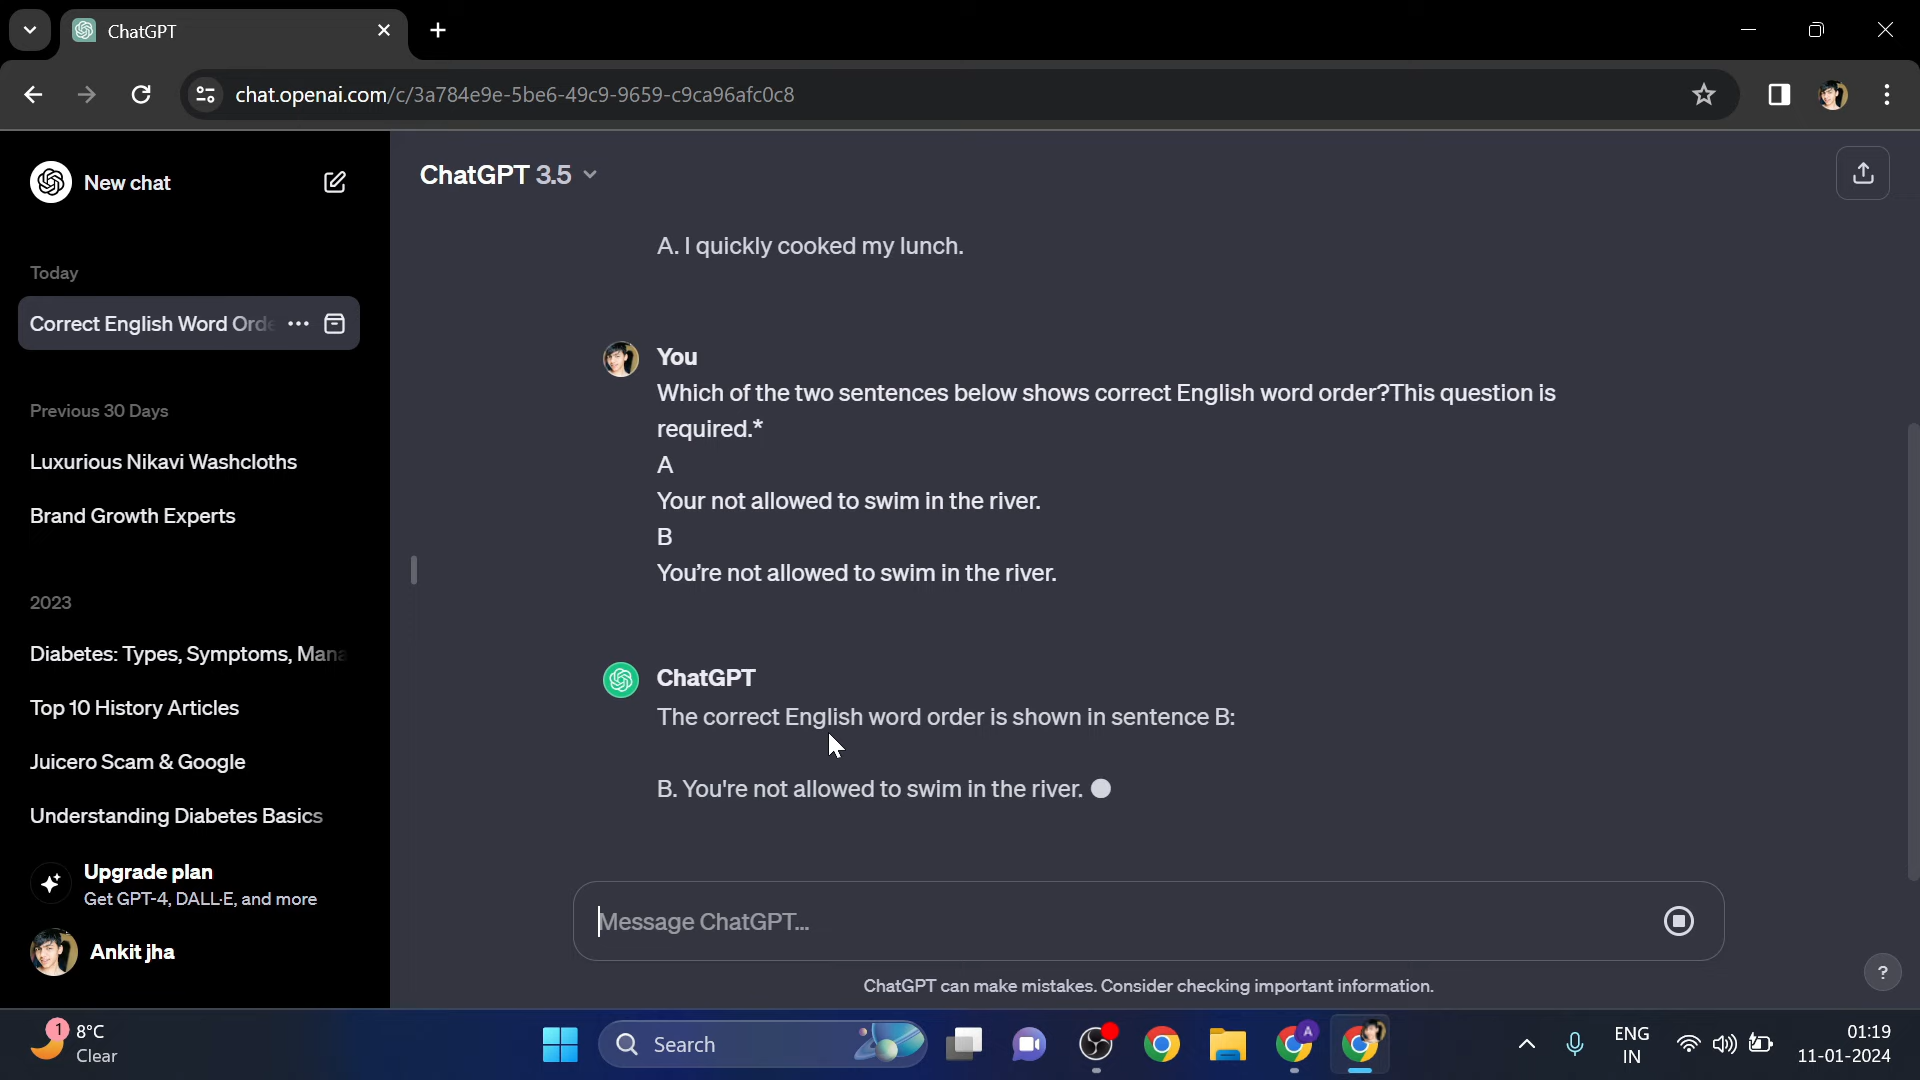 ChatGPT
chat.openai.com/c/3a784e9e-5be6-49c9-9659-c9ca96afc0c8
New chat
Today
Correct English Word Orde
Previous 30 Days
Luxurious Nikavi Washcloths
Brand Growth Experts
2023
Diabetes: Types, Symptoms, Mana
Top 10 History Articles
Juicero Scam & Google
Understanding Diabetes Basics
Upgrade plan
Get GPT-4, DALL·E, and more
Ankit jha
ChatGPT 3.5
A. I quickly cooked my lunch.
You
Which of the two sentences below shows correct English word order?This question is
required.*
A
Your not allowed to swim in the river.
B
You’re not allowed to swim in the river.
ChatGPT
The correct English word order is shown in sentence B:
B. You're not allowed to swim in the river.
Message ChatGPT...
ChatGPT can make mistakes. Consider checking important information.
?
1
8°C
Clear
Search
A
ENG
IN
01:19
11-01-2024